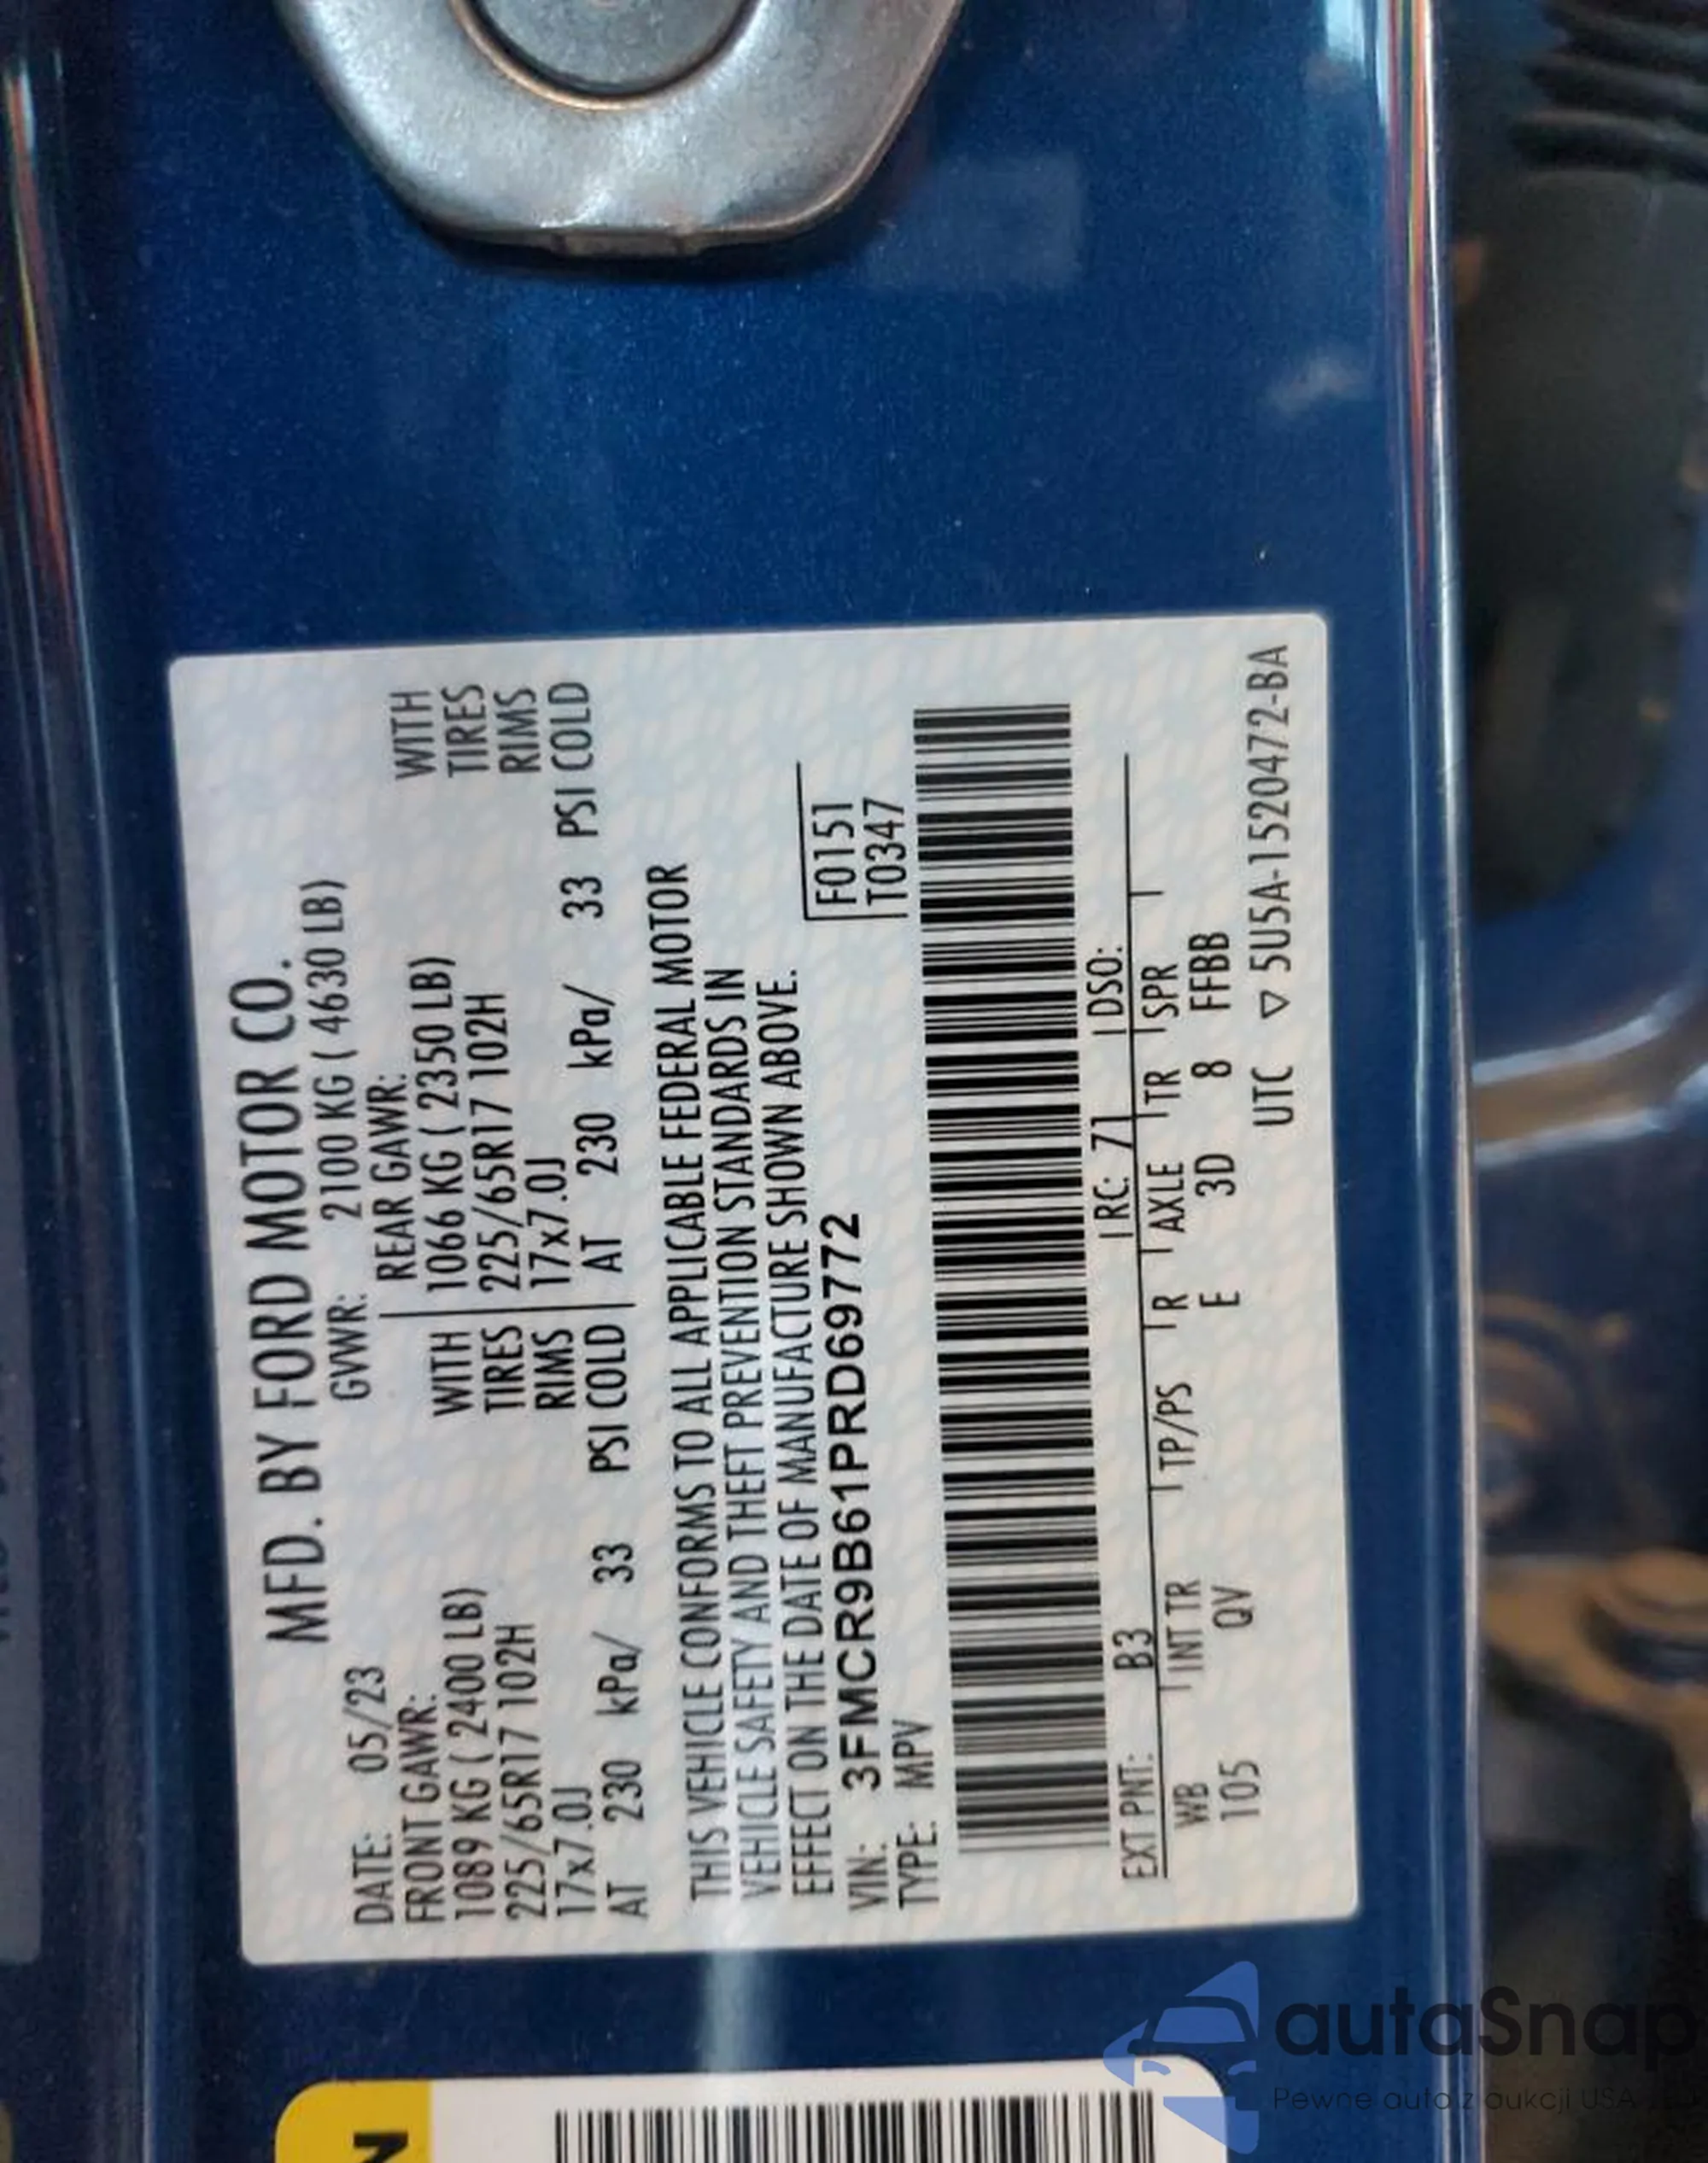 MFD. BY FORD MOTOR CO.
DATE: 05/23 GVWR: 2100 KG ( 4630 LB)
FRONT GAWR: REAR GAWR:
1089 KG ( 2400 LB) WITH 1066 KG ( 2350 LB) WITH
225/65R17 102H TIRES 225/65R17 102H TIRES
17x7.0J RIMS 17x7.0J RIMS
AT 230 kPa/ 33 PSI COLD AT 230 kPa/ 33 PSI COLD
THIS VEHICLE CONFORMS TO ALL APPLICABLE FEDERAL MOTOR
VEHICLE SAFETY AND THEFT PREVENTION STANDARDS IN
EFFECT ON THE DATE OF MANUFACTURE SHOWN ABOVE.
VIN: 3FMCR9B61PRD69772 F0151
TYPE: MPV T0347
EXT PNT: B3 RC: 71 DSO:
WB INT TR TP/PS R AXLE TR SPR
105 QV E 3D 8 FFBB
UTC ▽ 5U5A-1520472-BA
N
autaSnap
Pewne auto z aukcji USA